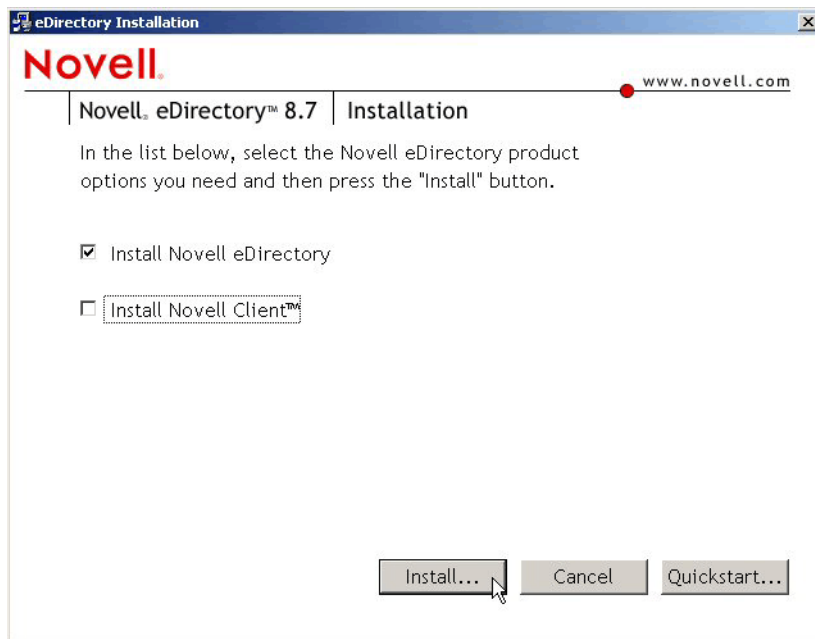 eDirectory Installation
Novell®
www.novell.com
Novell® eDirectory™ 8.7 Installation
In the list below, select the Novell eDirectory product
options you need and then press the "Install" button.
Install Novell eDirectory
Install Novell Client™
Install... Cancel Quickstart...